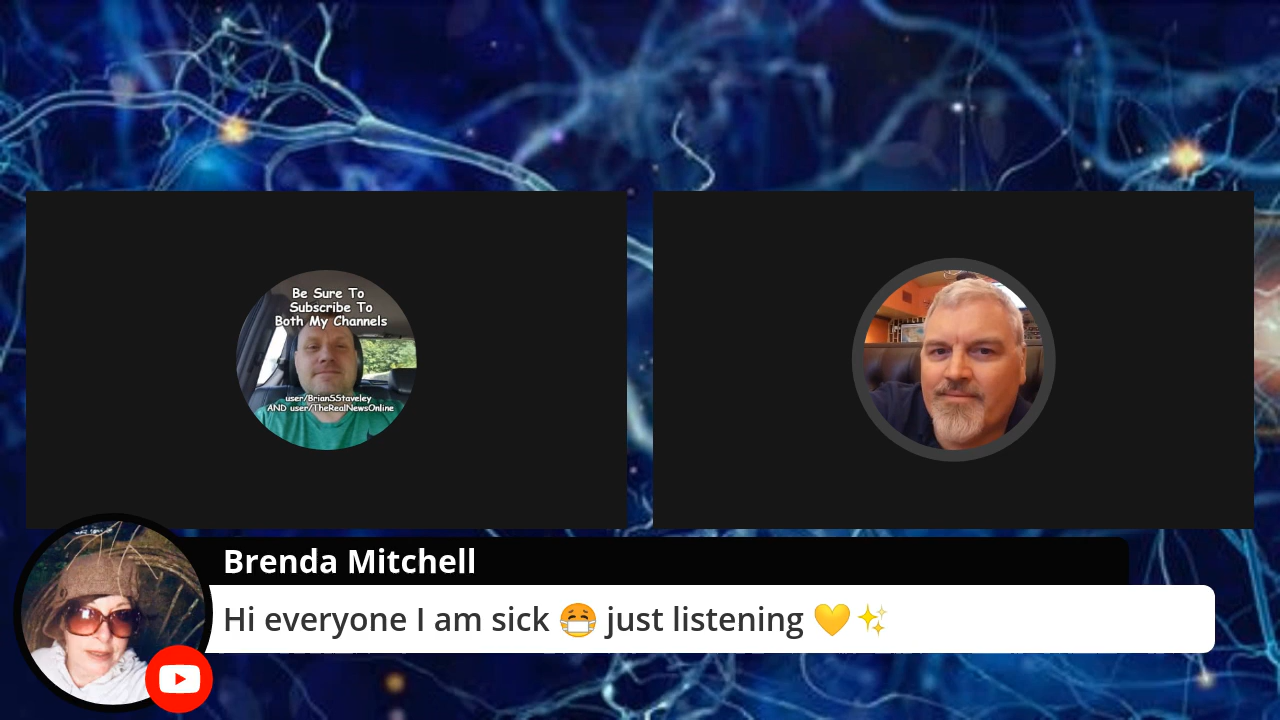 Be Sure To
Subscribe To
Both My Channels
user/BrianSStaveley
AND user/TheRealNewsOnline
Brenda Mitchell
Hi everyone I am sick 😷 just listening 💛✨